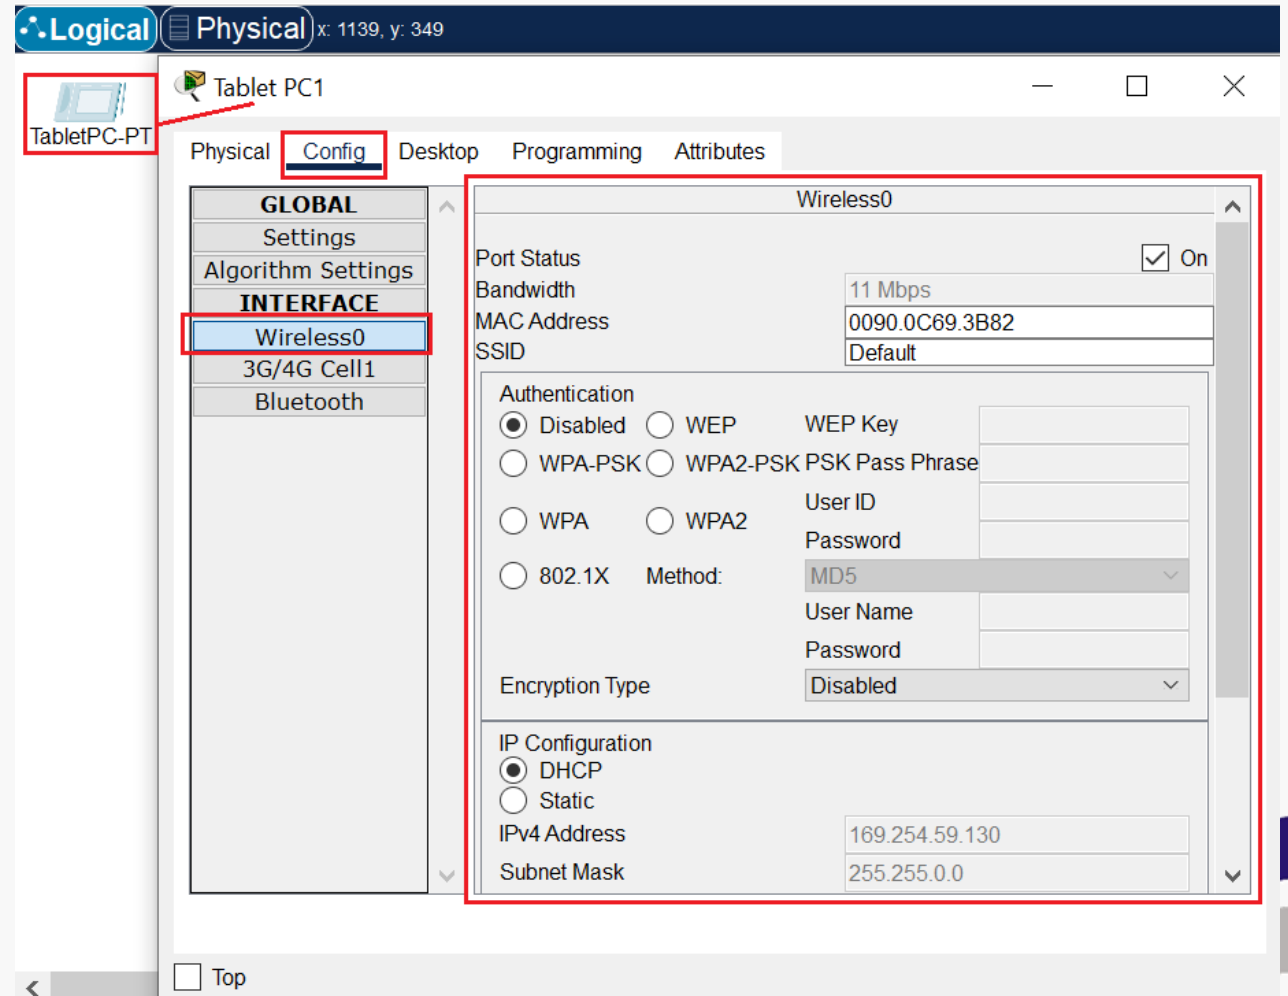 Logical Physical x: 1139, y: 349
TabletPC-PT
Tablet PC1
Physical Config Desktop Programming Attributes
GLOBAL
Settings
Algorithm Settings
INTERFACE
Wireless0
3G/4G Cell1
Bluetooth
Wireless0
Port Status On
Bandwidth 11 Mbps
MAC Address 0090.0C69.3B82
SSID Default
Authentication
Disabled WEP WEP Key
WPA-PSK WPA2-PSK PSK Pass Phrase
User ID
WPA WPA2
Password
802.1X Method: MD5
User Name
Password
Encryption Type Disabled
IP Configuration
DHCP
Static
IPv4 Address 169.254.59.130
Subnet Mask 255.255.0.0
Top